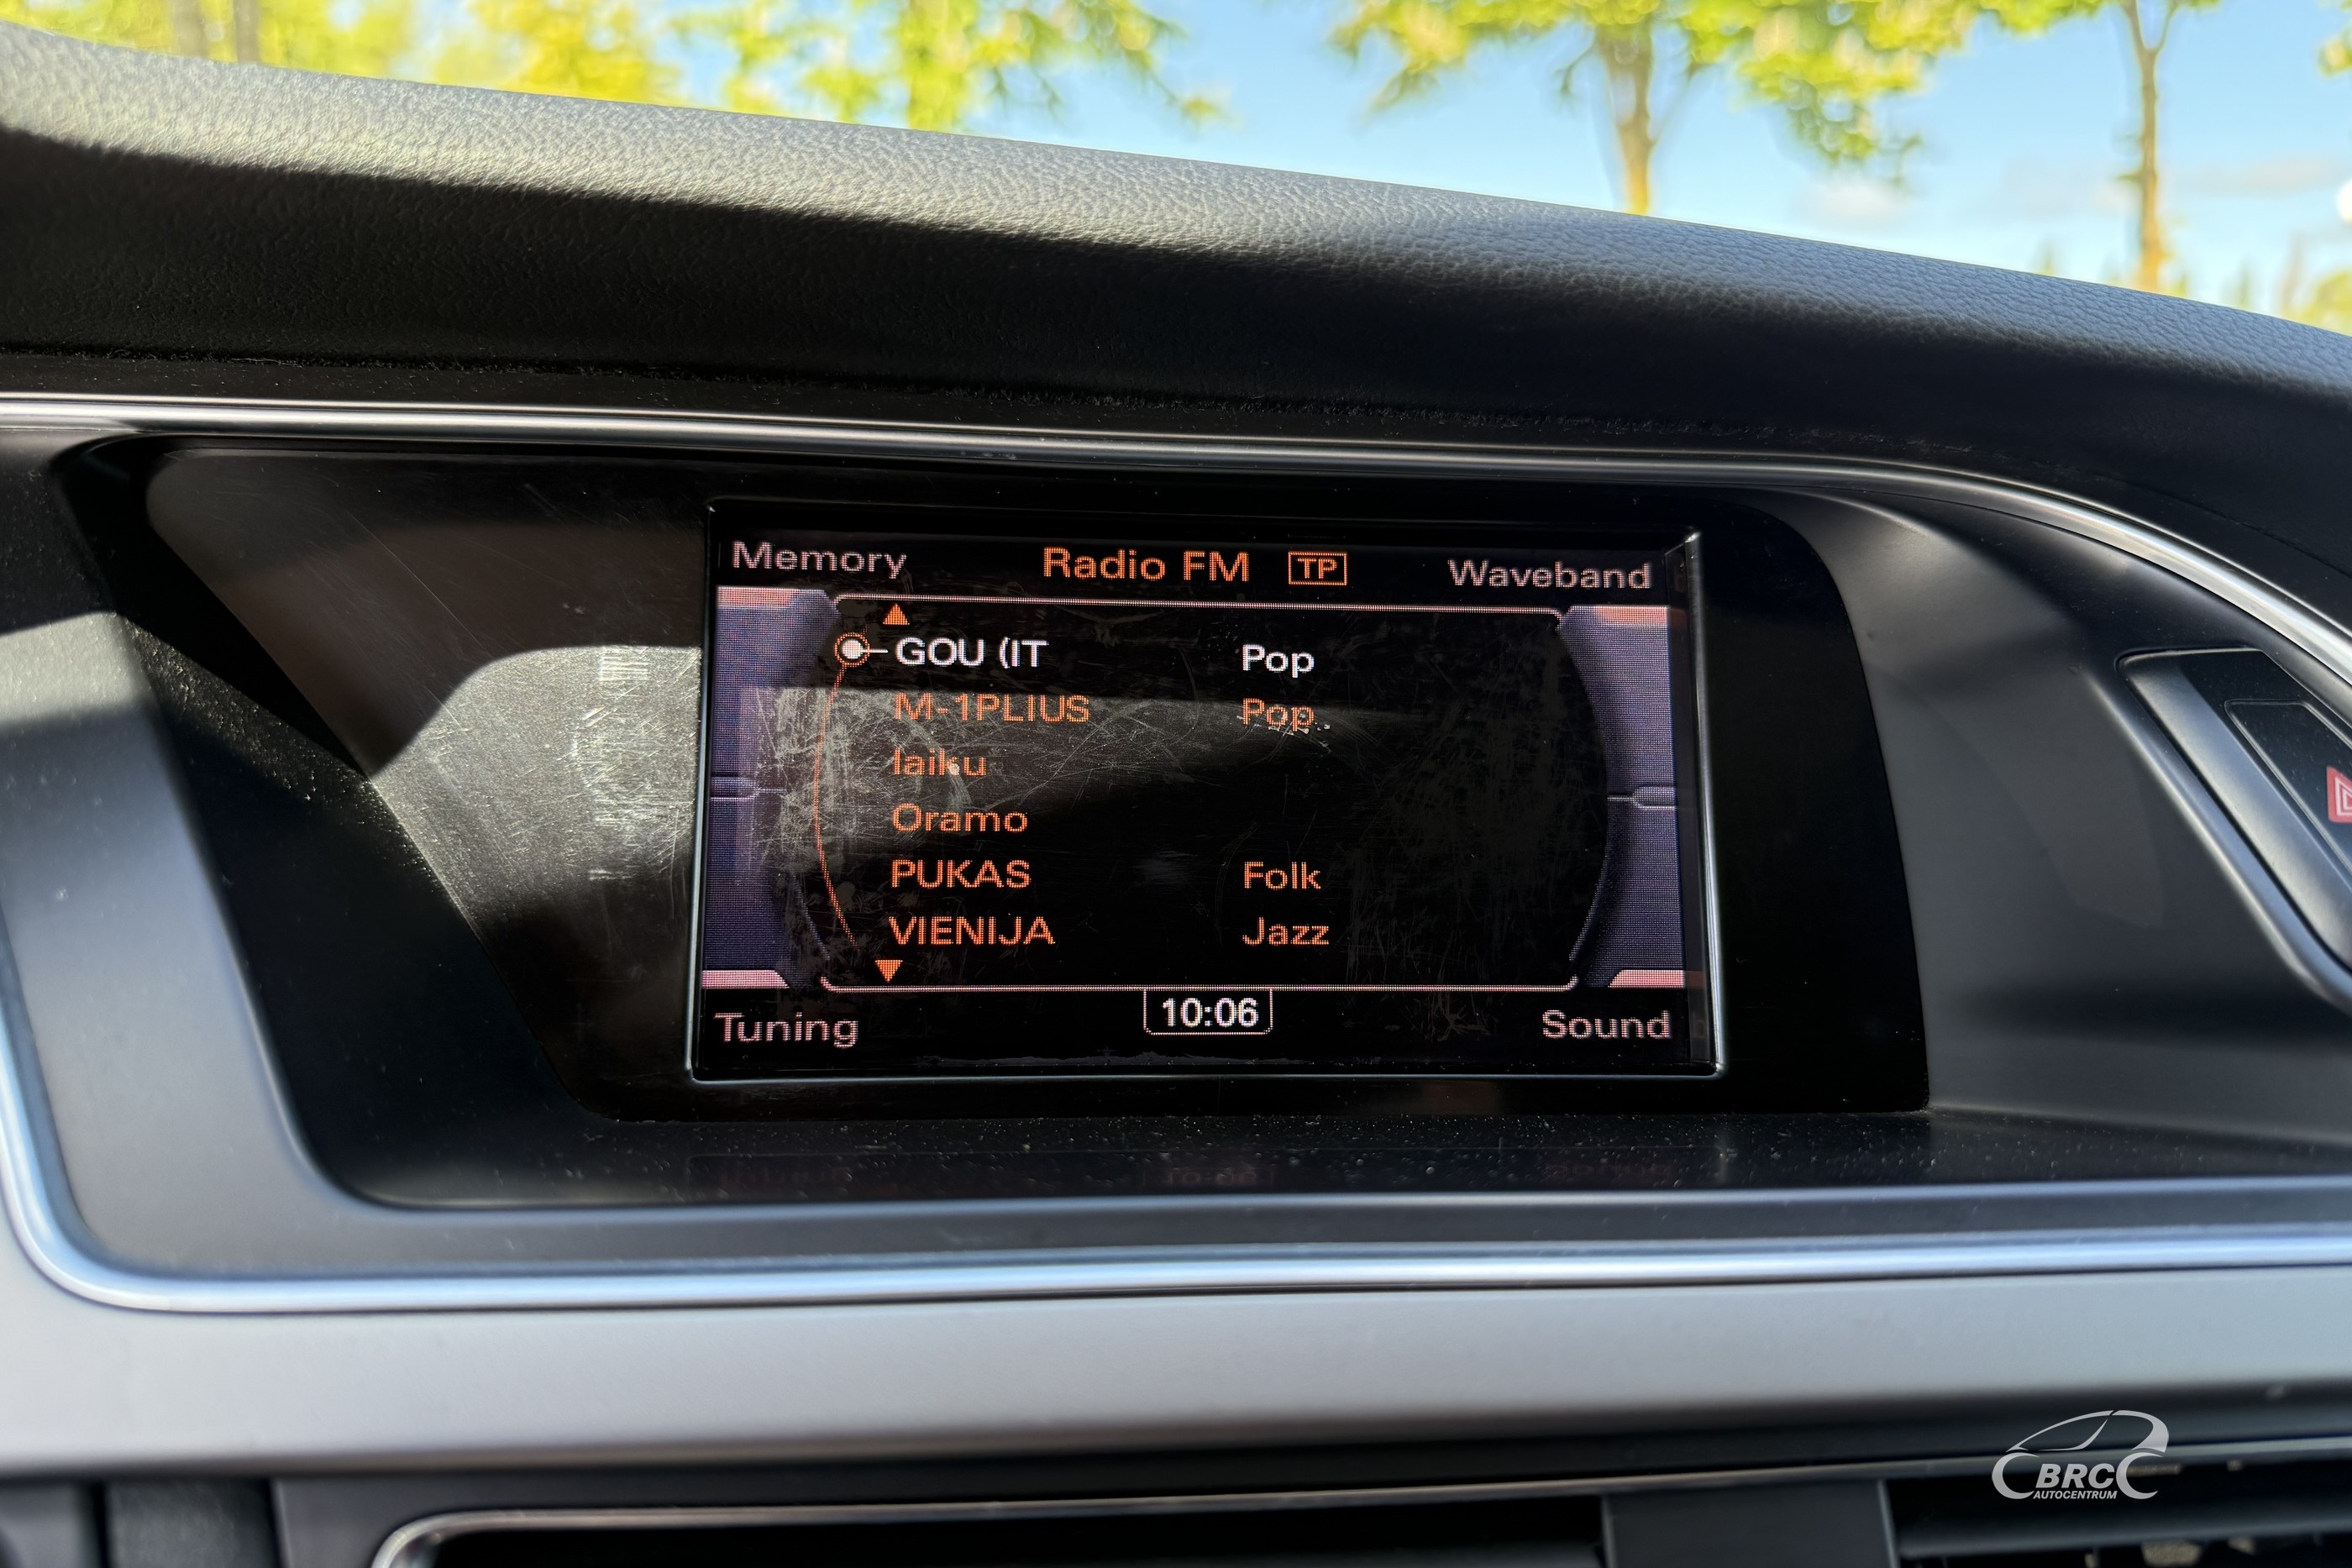 Memory Radio FM TP Waveband
GOU (IT Pop
M-1PLIUS Pop
laiku
Oramo
PUKAS Folk
VIENIJA Jazz
10:06
Tuning Sound
BRC
AUTOCENTRUM